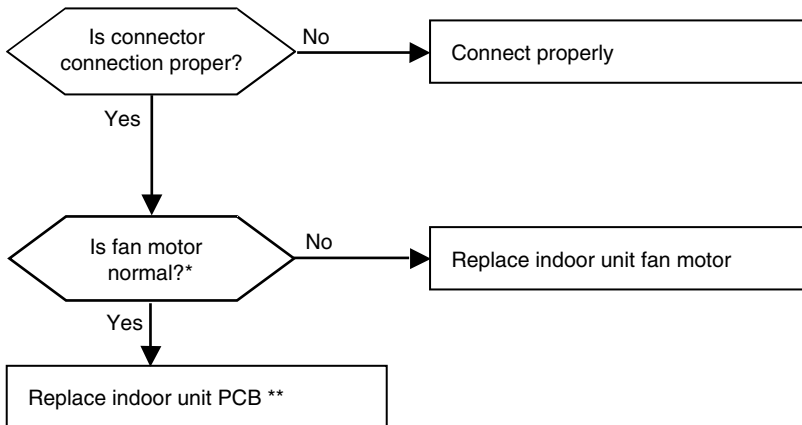 Is connector
connection proper?
No
Connect properly
Yes
Is fan motor
normal?*
No
Replace indoor unit fan motor
Yes
Replace indoor unit PCB **